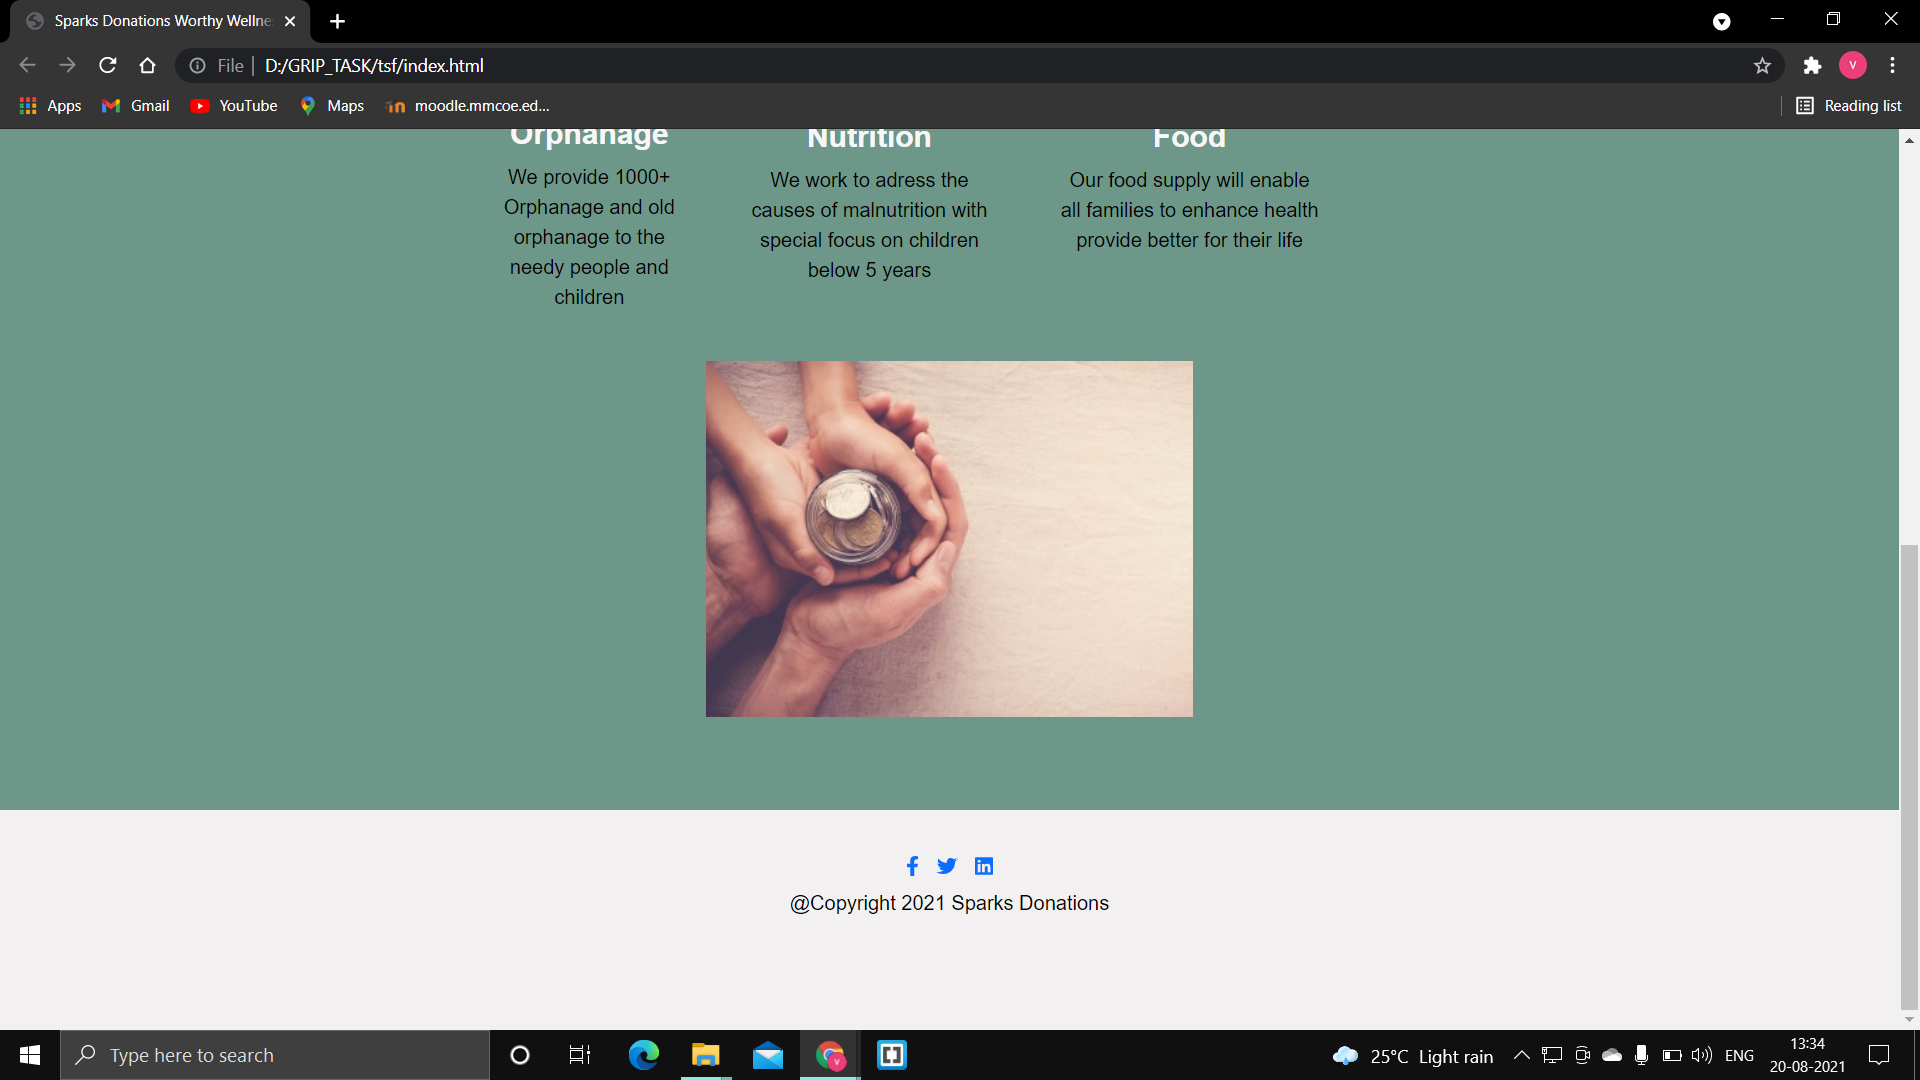 Sparks Donations Worthy Wellne
File | D:/GRIP_TASK/tsf/index.html
V
Apps
Gmail
YouTube
Maps
moodle.mmcoe.ed...
Reading list
Orphanage
We provide 1000+
Orphanage and old
orphanage to the
needy people and
children
Nutrition
We work to adress the
causes of malnutrition with
special focus on children
below 5 years
Food
Our food supply will enable
all families to enhance health
provide better for their life
@Copyright 2021 Sparks Donations
Type here to search
25°C Light rain
ENG
13:34
20-08-2021